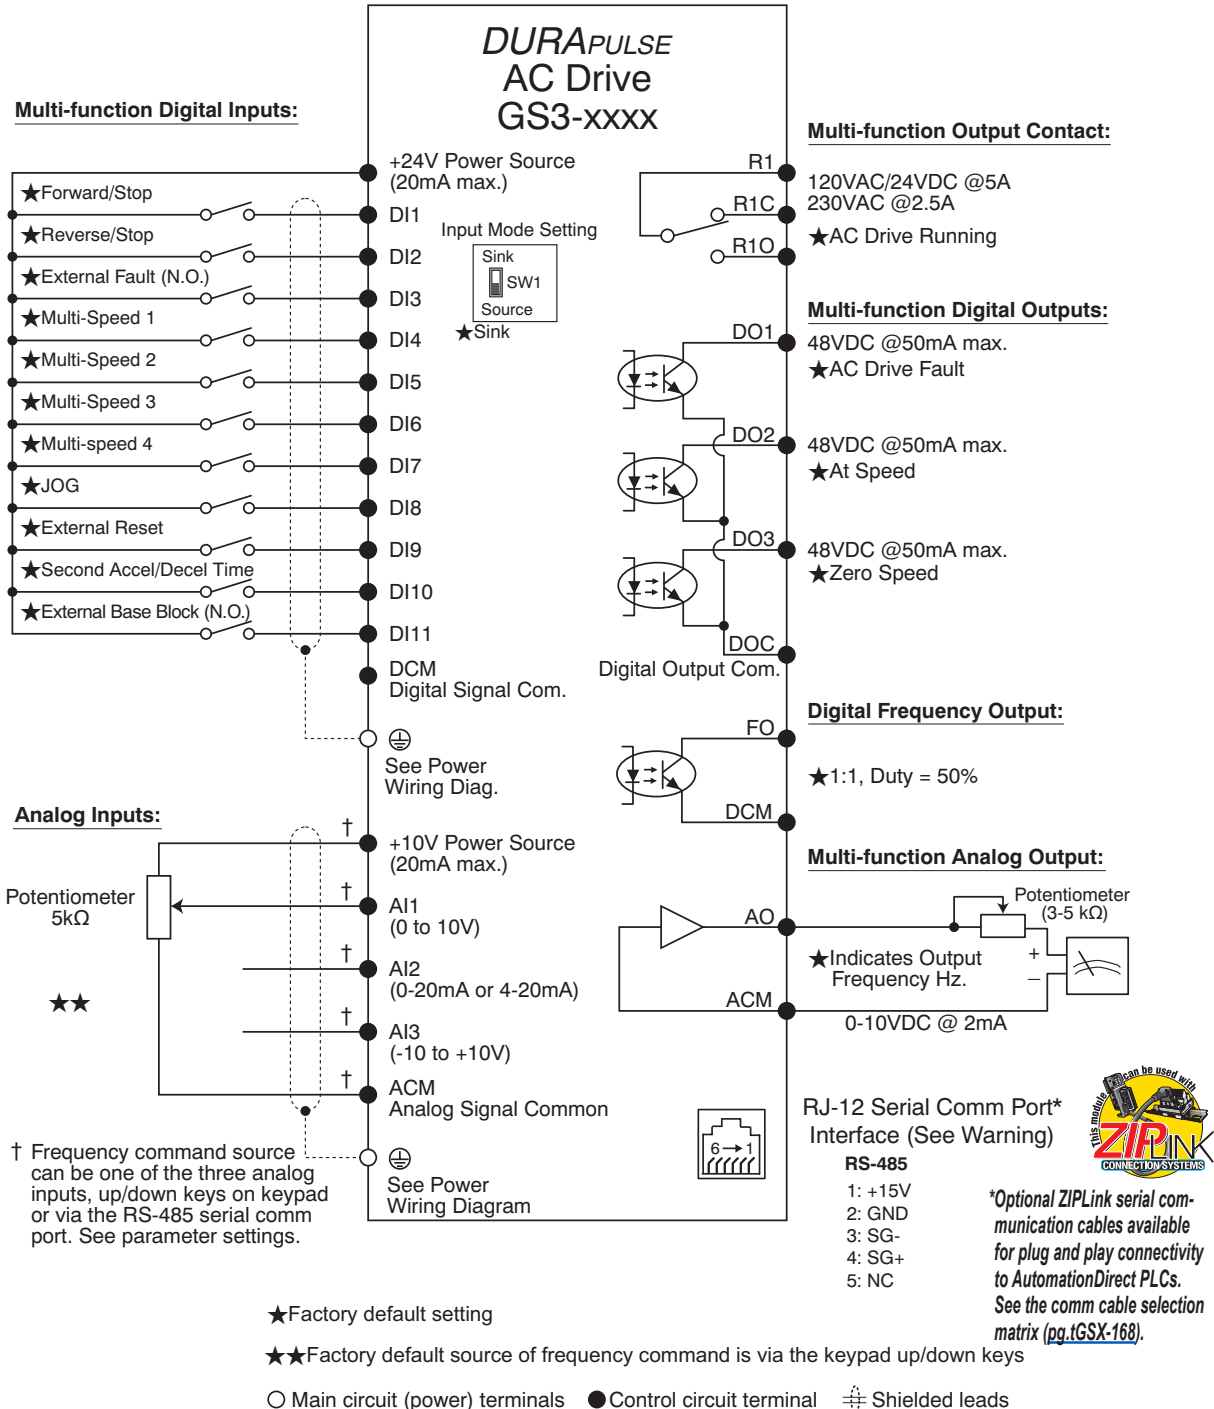 DURAPULSE
AC Drive
GS3-xxxx
Multi-function Digital Inputs:
+24V Power Source
(20mA max.)
★Forward/Stop
DI1
★Reverse/Stop
DI2
★External Fault (N.O.)
DI3
★Multi-Speed 1
DI4
★Multi-Speed 2
DI5
★Multi-Speed 3
DI6
★Multi-speed 4
DI7
★JOG
DI8
★External Reset
DI9
★Second Accel/Decel Time
DI10
★External Base Block (N.O.)
DI11
DCM
Digital Signal Com.
See Power
Wiring Diag.
Input Mode Setting
Sink
SW1
Source
★Sink
Multi-function Output Contact:
R1
120VAC/24VDC @5A
230VAC @2.5A
R1C
★AC Drive Running
R1O
Multi-function Digital Outputs:
DO1
48VDC @50mA max.
★AC Drive Fault
DO2
48VDC @50mA max.
★At Speed
DO3
48VDC @50mA max.
★Zero Speed
DOC
Digital Output Com.
Digital Frequency Output:
FO
★1:1, Duty = 50%
DCM
Analog Inputs:
†
+10V Power Source
(20mA max.)
Potentiometer
5kΩ
†
AI1
(0 to 10V)
†
AI2
(0-20mA or 4-20mA)
★★
†
AI3
(-10 to +10V)
†
ACM
Analog Signal Common
See Power
Wiring Diagram
† Frequency command source
can be one of the three analog
inputs, up/down keys on keypad
or via the RS-485 serial comm
port. See parameter settings.
Multi-function Analog Output:
Potentiometer
(3-5 kΩ)
AO
★Indicates Output
Frequency Hz.
+
–
ACM
0-10VDC @ 2mA
6→1
RJ-12 Serial Comm Port*
Interface (See Warning)
RS-485
1: +15V
2: GND
3: SG-
4: SG+
5: NC
This module can be used with
ZIPLINK
CONNECTION SYSTEMS
*Optional ZIPLink serial com-
munication cables available
for plug and play connectivity
to AutomationDirect PLCs.
See the comm cable selection
matrix (pg.tGSX-168).
★Factory default setting
★★Factory default source of frequency command is via the keypad up/down keys
Main circuit (power) terminals
Control circuit terminal
Shielded leads